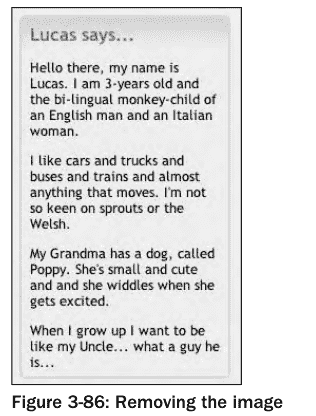 Lucas says...
Hello there, my name is
Lucas. I am 3-years old and
the bi-lingual monkey-child of
an English man and an Italian
woman.
I like cars and trucks and
buses and trains and almost
anything that moves. I'm not
so keen on sprouts or the
Welsh.
My Grandma has a dog, called
Poppy. She's small and cute
and and she widdles when she
gets excited.
When I grow up I want to be
like my Uncle... what a guy he
is...
Figure 3-86: Removing the image